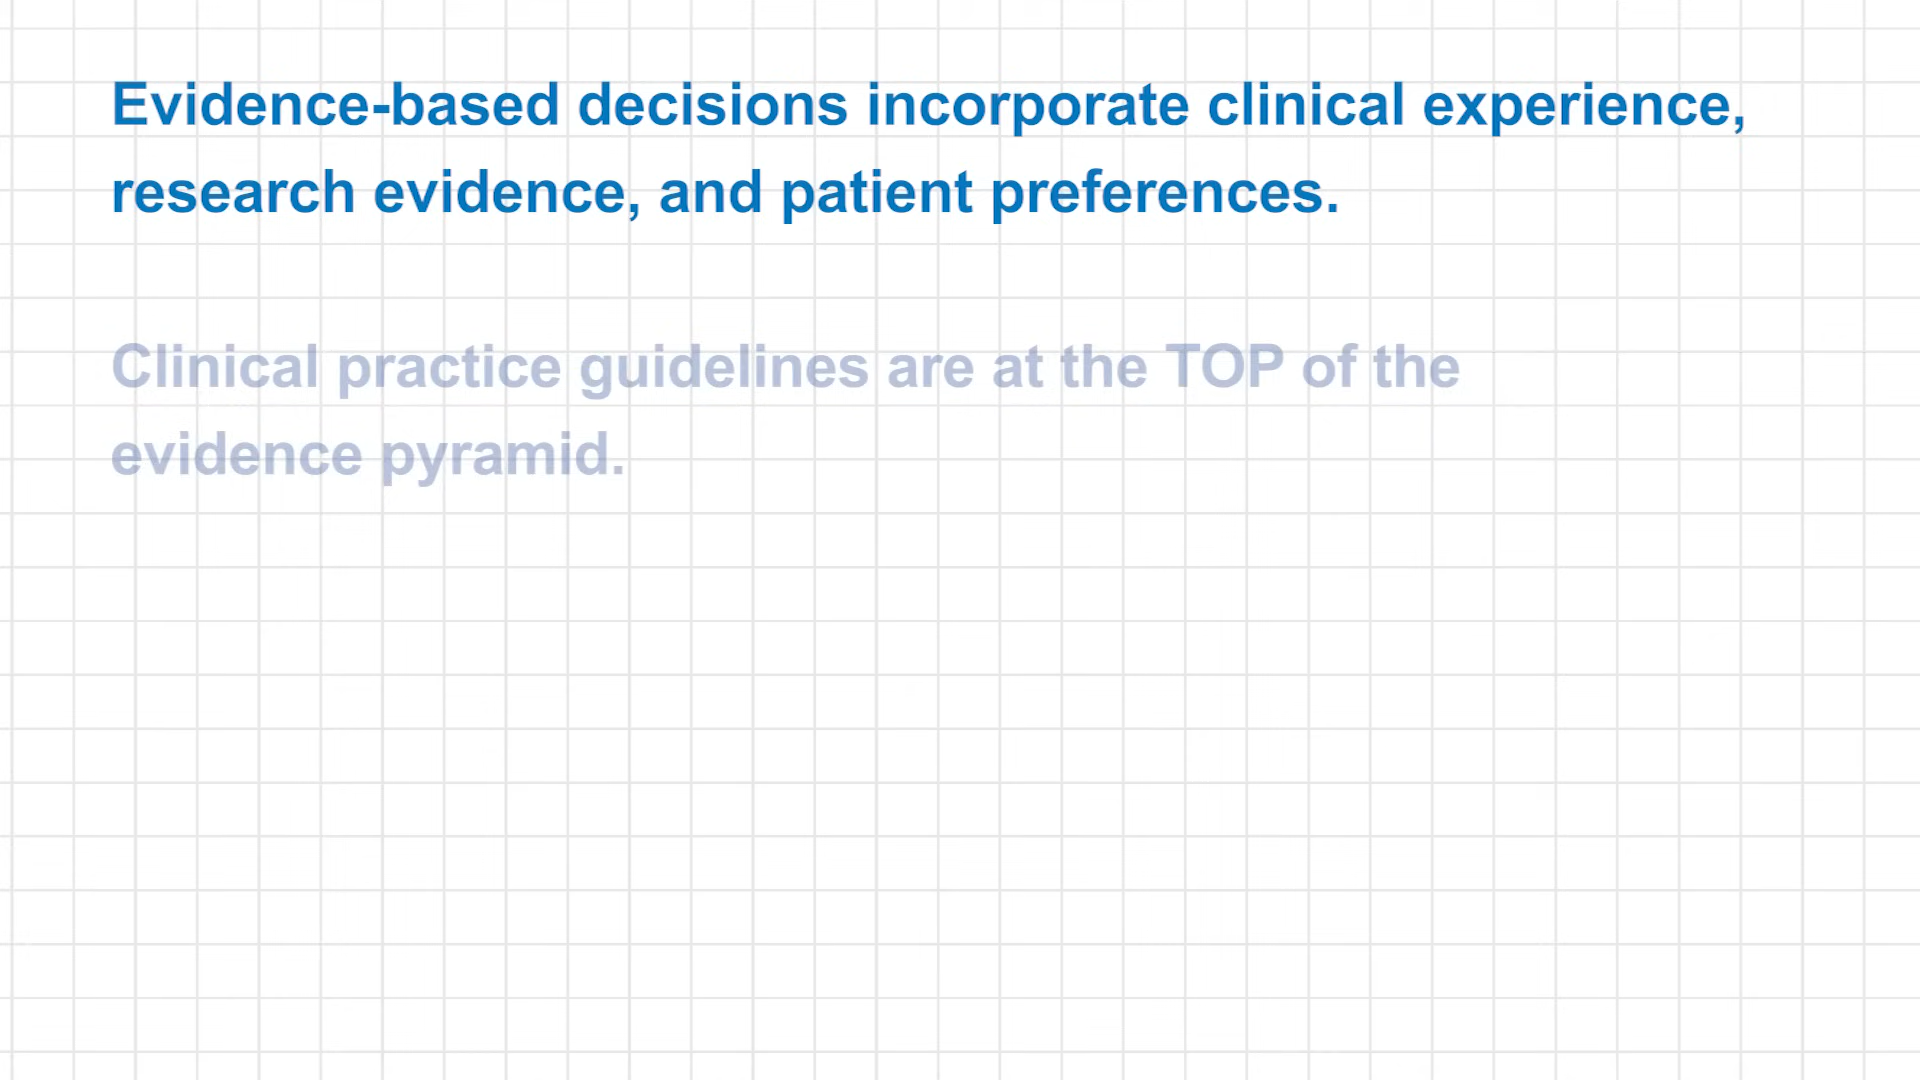 Evidence-based decisions incorporate clinical experience,
research evidence, and patient preferences.
Clinical practice guidelines are at the TOP of the
evidence pyramid.